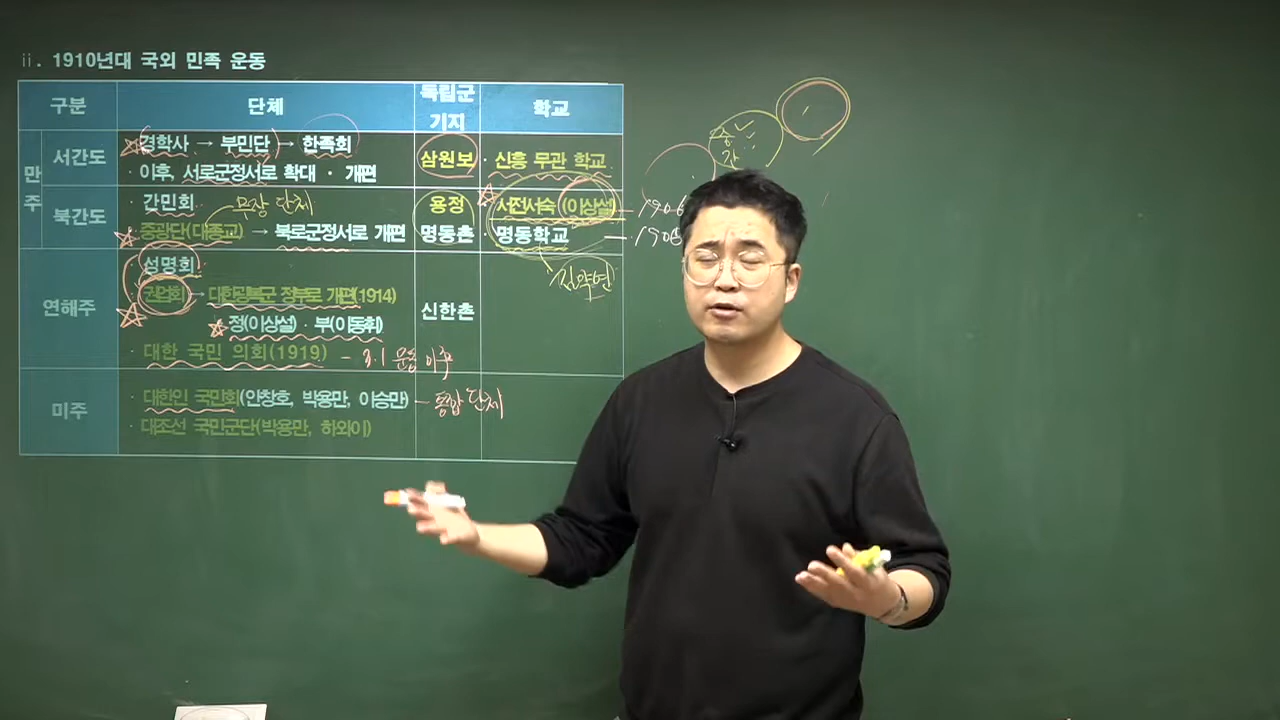 ⅱ. 1910년대 국외 민족 운동
구분 단체 독립군 기지 학교
만주
서간도
경학사 → 부민단 → 한족회
· 이후, 서로군정서로 확대 · 개편
삼원보
· 신흥 무관 학교
북간도
· 간민회 무장 단체
· 중광단(대종교) → 북로군정서로 개편
용정
명동촌
서전서숙 (이상설) - 1906
명동학교 - 190
김약연
연해주
· 성명회
· 권업회 → 대한광복군 정부로 개편(1914)
정(이상설) · 부(이동휘)
· 대한 국민 의회(1919) - 3.1 운동 이후
신한촌
미주
· 대한인 국민회(안창호, 박용만, 이승만) - 통합 단체
· 대조선 국민군단(박용만, 하와이)